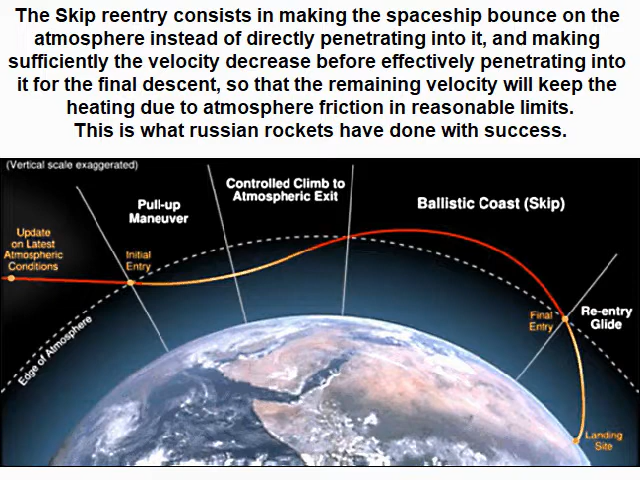 The Skip reentry consists in making the spaceship bounce on the
atmosphere instead of directly penetrating into it, and making
sufficiently the velocity decrease before effectively penetrating into
it for the final descent, so that the remaining velocity will keep the
heating due to atmosphere friction in reasonable limits.
This is what russian rockets have done with success.
(Vertical scale exaggerated)
Pull-up
Maneuver
Controlled Climb to
Atmospheric Exit
Ballistic Coast (Skip)
Update
on Latest
Atmospheric
Conditions
Initial
Entry
Edge of Atmosphere
Final
Entry
Re-entry
Glide
Landing
Site